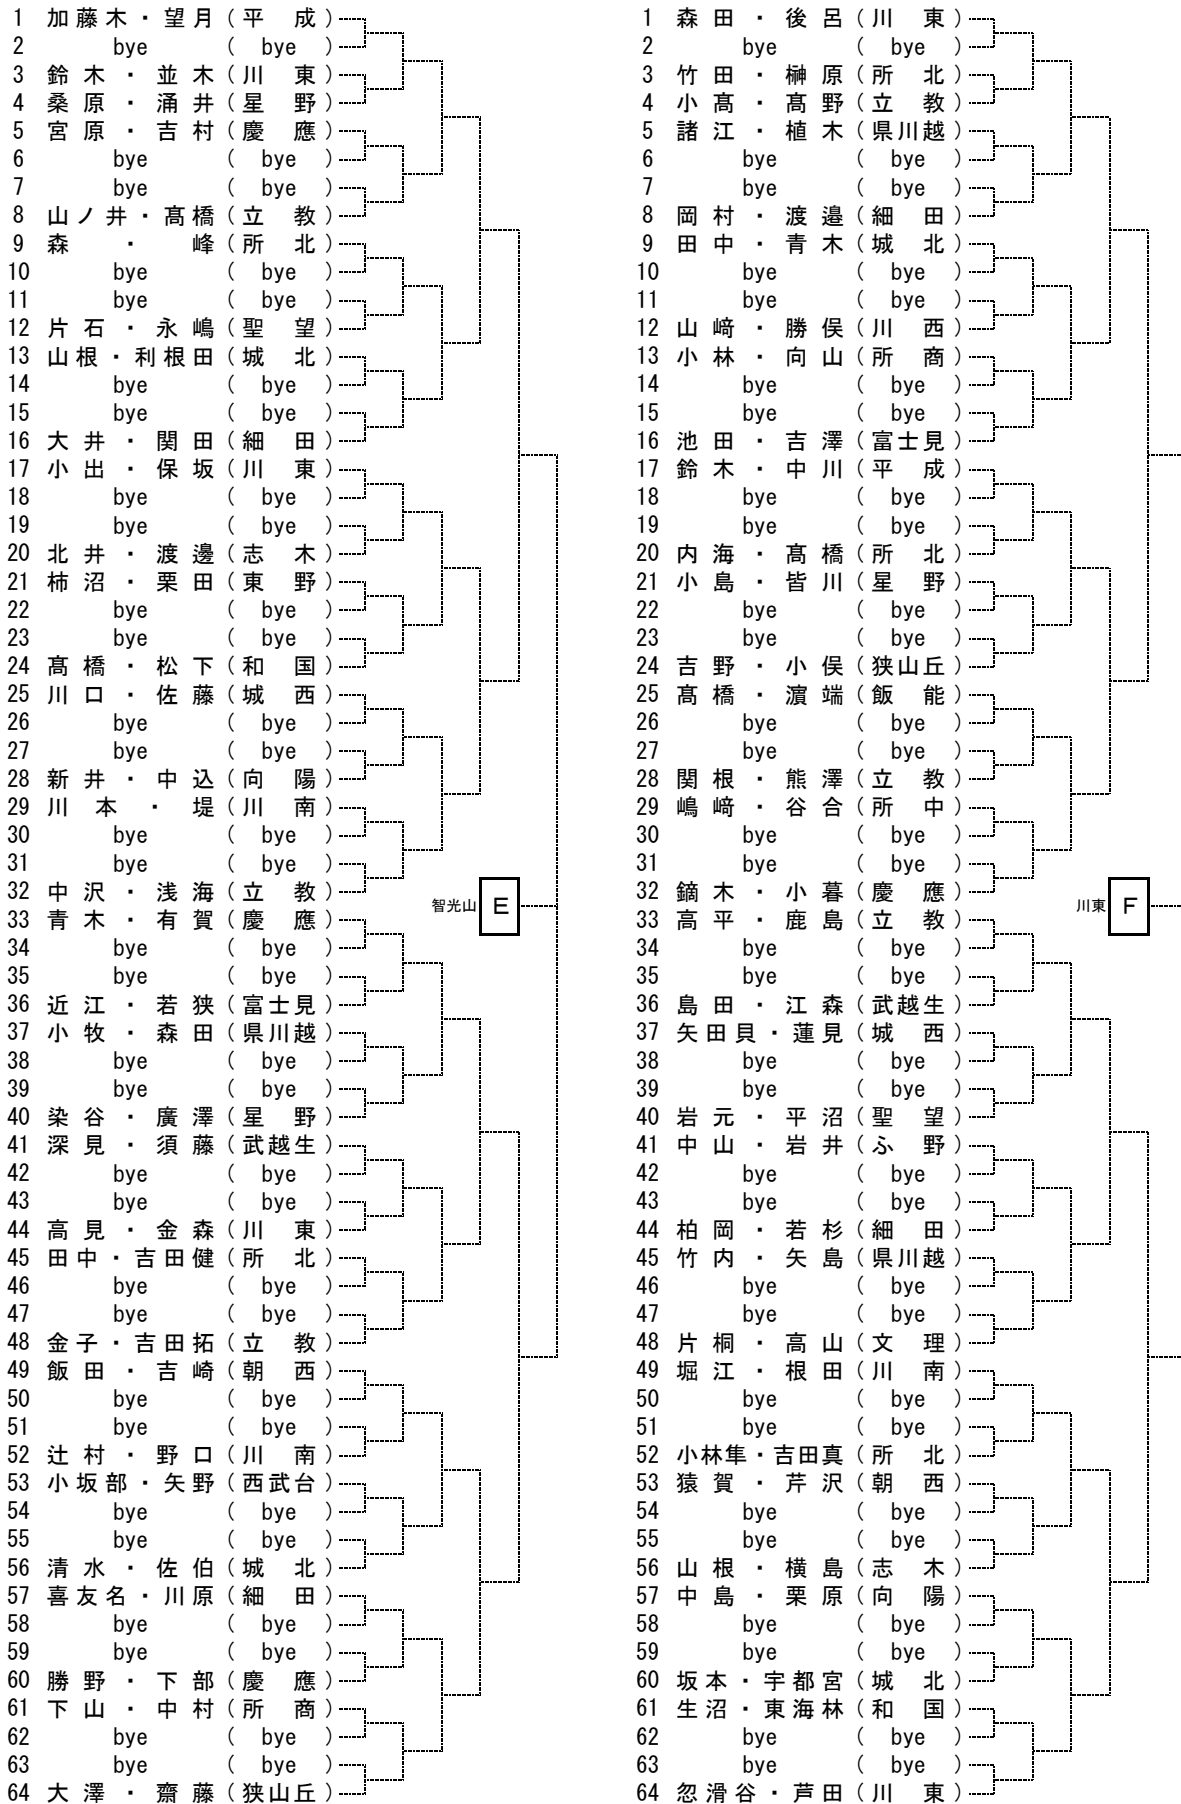 1 加藤木・望月(平 成)
2 bye ( bye )
3 鈴木・並木(川 東)
4 桑原・涌井(星 野)
5 宮原・吉村(慶 應)
6 bye ( bye )
7 bye ( bye )
8 山ノ井・髙橋(立 教)
9 森・峰(所 北)
10 bye ( bye )
11 bye ( bye )
12 片石・永嶋(聖 望)
13 山根・利根田(城 北)
14 bye ( bye )
15 bye ( bye )
16 大井・関田(細 田)
17 小出・保坂(川 東)
18 bye ( bye )
19 bye ( bye )
20 北井・渡邊(志 木)
21 柿沼・栗田(東 野)
22 bye ( bye )
23 bye ( bye )
24 髙橋・松下(和 国)
25 川口・佐藤(城 西)
26 bye ( bye )
27 bye ( bye )
28 新井・中込(向 陽)
29 川本・堤(川 南)
30 bye ( bye )
31 bye ( bye )
32 中沢・浅海(立 教)
33 青木・有賀(慶 應)
34 bye ( bye )
35 bye ( bye )
36 近江・若狭(富士見)
37 小牧・森田(県川越)
38 bye ( bye )
39 bye ( bye )
40 染谷・廣澤(星 野)
41 深見・須藤(武越生)
42 bye ( bye )
43 bye ( bye )
44 高見・金森(川 東)
45 田中・吉田健(所 北)
46 bye ( bye )
47 bye ( bye )
48 金子・吉田拓(立 教)
49 飯田・吉崎(朝 西)
50 bye ( bye )
51 bye ( bye )
52 辻村・野口(川 南)
53 小坂部・矢野(西武台)
54 bye ( bye )
55 bye ( bye )
56 清水・佐伯(城 北)
57 喜友名・川原(細 田)
58 bye ( bye )
59 bye ( bye )
60 勝野・下部(慶 應)
61 下山・中村(所 商)
62 bye ( bye )
63 bye ( bye )
64 大澤・齋藤(狭山丘)
智光山 E
1 森田・後呂(川 東)
2 bye ( bye )
3 竹田・榊原(所 北)
4 小髙・髙野(立 教)
5 諸江・植木(県川越)
6 bye ( bye )
7 bye ( bye )
8 岡村・渡邉(細 田)
9 田中・青木(城 北)
10 bye ( bye )
11 bye ( bye )
12 山﨑・勝俣(川 西)
13 小林・向山(所 商)
14 bye ( bye )
15 bye ( bye )
16 池田・吉澤(富士見)
17 鈴木・中川(平 成)
18 bye ( bye )
19 bye ( bye )
20 内海・髙橋(所 北)
21 小島・皆川(星 野)
22 bye ( bye )
23 bye ( bye )
24 吉野・小俣(狭山丘)
25 髙橋・濵端(飯 能)
26 bye ( bye )
27 bye ( bye )
28 関根・熊澤(立 教)
29 嶋﨑・谷合(所 中)
30 bye ( bye )
31 bye ( bye )
32 鏑木・小暮(慶 應)
33 高平・鹿島(立 教)
34 bye ( bye )
35 bye ( bye )
36 島田・江森(武越生)
37 矢田貝・蓮見(城 西)
38 bye ( bye )
39 bye ( bye )
40 岩元・平沼(聖 望)
41 中山・岩井(ふ 野)
42 bye ( bye )
43 bye ( bye )
44 柏岡・若杉(細 田)
45 竹内・矢島(県川越)
46 bye ( bye )
47 bye ( bye )
48 片桐・高山(文 理)
49 堀江・根田(川 南)
50 bye ( bye )
51 bye ( bye )
52 小林隼・吉田真(所 北)
53 猿賀・芹沢(朝 西)
54 bye ( bye )
55 bye ( bye )
56 山根・横島(志 木)
57 中島・栗原(向 陽)
58 bye ( bye )
59 bye ( bye )
60 坂本・宇都宮(城 北)
61 生沼・東海林(和 国)
62 bye ( bye )
63 bye ( bye )
64 忽滑谷・芦田(川 東)
川東 F